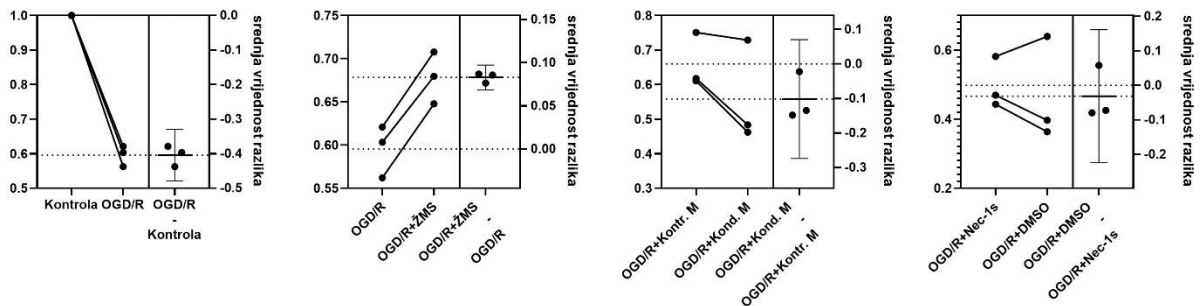 1.0
0.9
0.8
0.7
0.6
0.5
0.0
-0.1
-0.2
-0.3
-0.4
-0.5
srednja vrijednost razlika
Kontrola OGD/R
OGD/R
-
Kontrola
0.75
0.70
0.65
0.60
0.55
0.15
0.10
0.05
0.00
srednja vrijednost razlika
OGD/R
OGD/R+ŽMS
OGD/R+ŽMS
-
OGD/R
0.8
0.7
0.6
0.5
0.4
0.3
0.1
0.0
-0.1
-0.2
-0.3
srednja vrijednost razlika
OGD/R+Kontr. M
OGD/R+Kond. M
OGD/R+Kond. M
-
OGD/R+Kontr. M
0.6
0.4
0.2
0.2
0.1
0.0
-0.1
-0.2
srednja vrijednost razlika
OGD/R+Nec-1s
OGD/R+DMSO
OGD/R+DMSO
-
OGD/R+Nec-1s